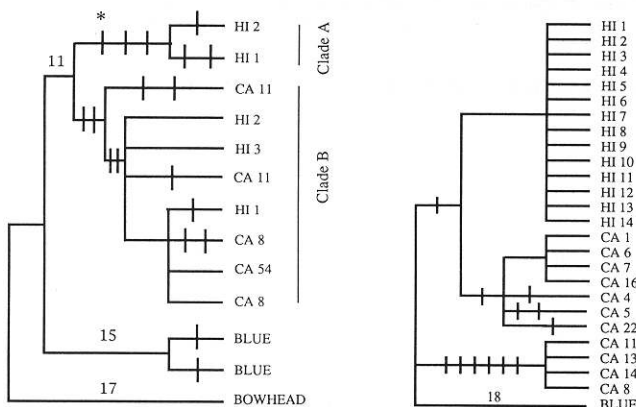 *
11
HI 2
HI 1
Clade A
CA 11
HI 2
HI 3
CA 11
HI 1
CA 8
CA 54
CA 8
Clade B
15
BLUE
BLUE
17
BOWHEAD
HI 1
HI 2
HI 3
HI 4
HI 5
HI 6
HI 7
HI 8
HI 9
HI 10
HI 11
HI 12
HI 13
HI 14
CA 1
CA 6
CA 7
CA 16
CA 4
CA 5
CA 22
CA 11
CA 13
CA 14
CA 8
18
BLUE